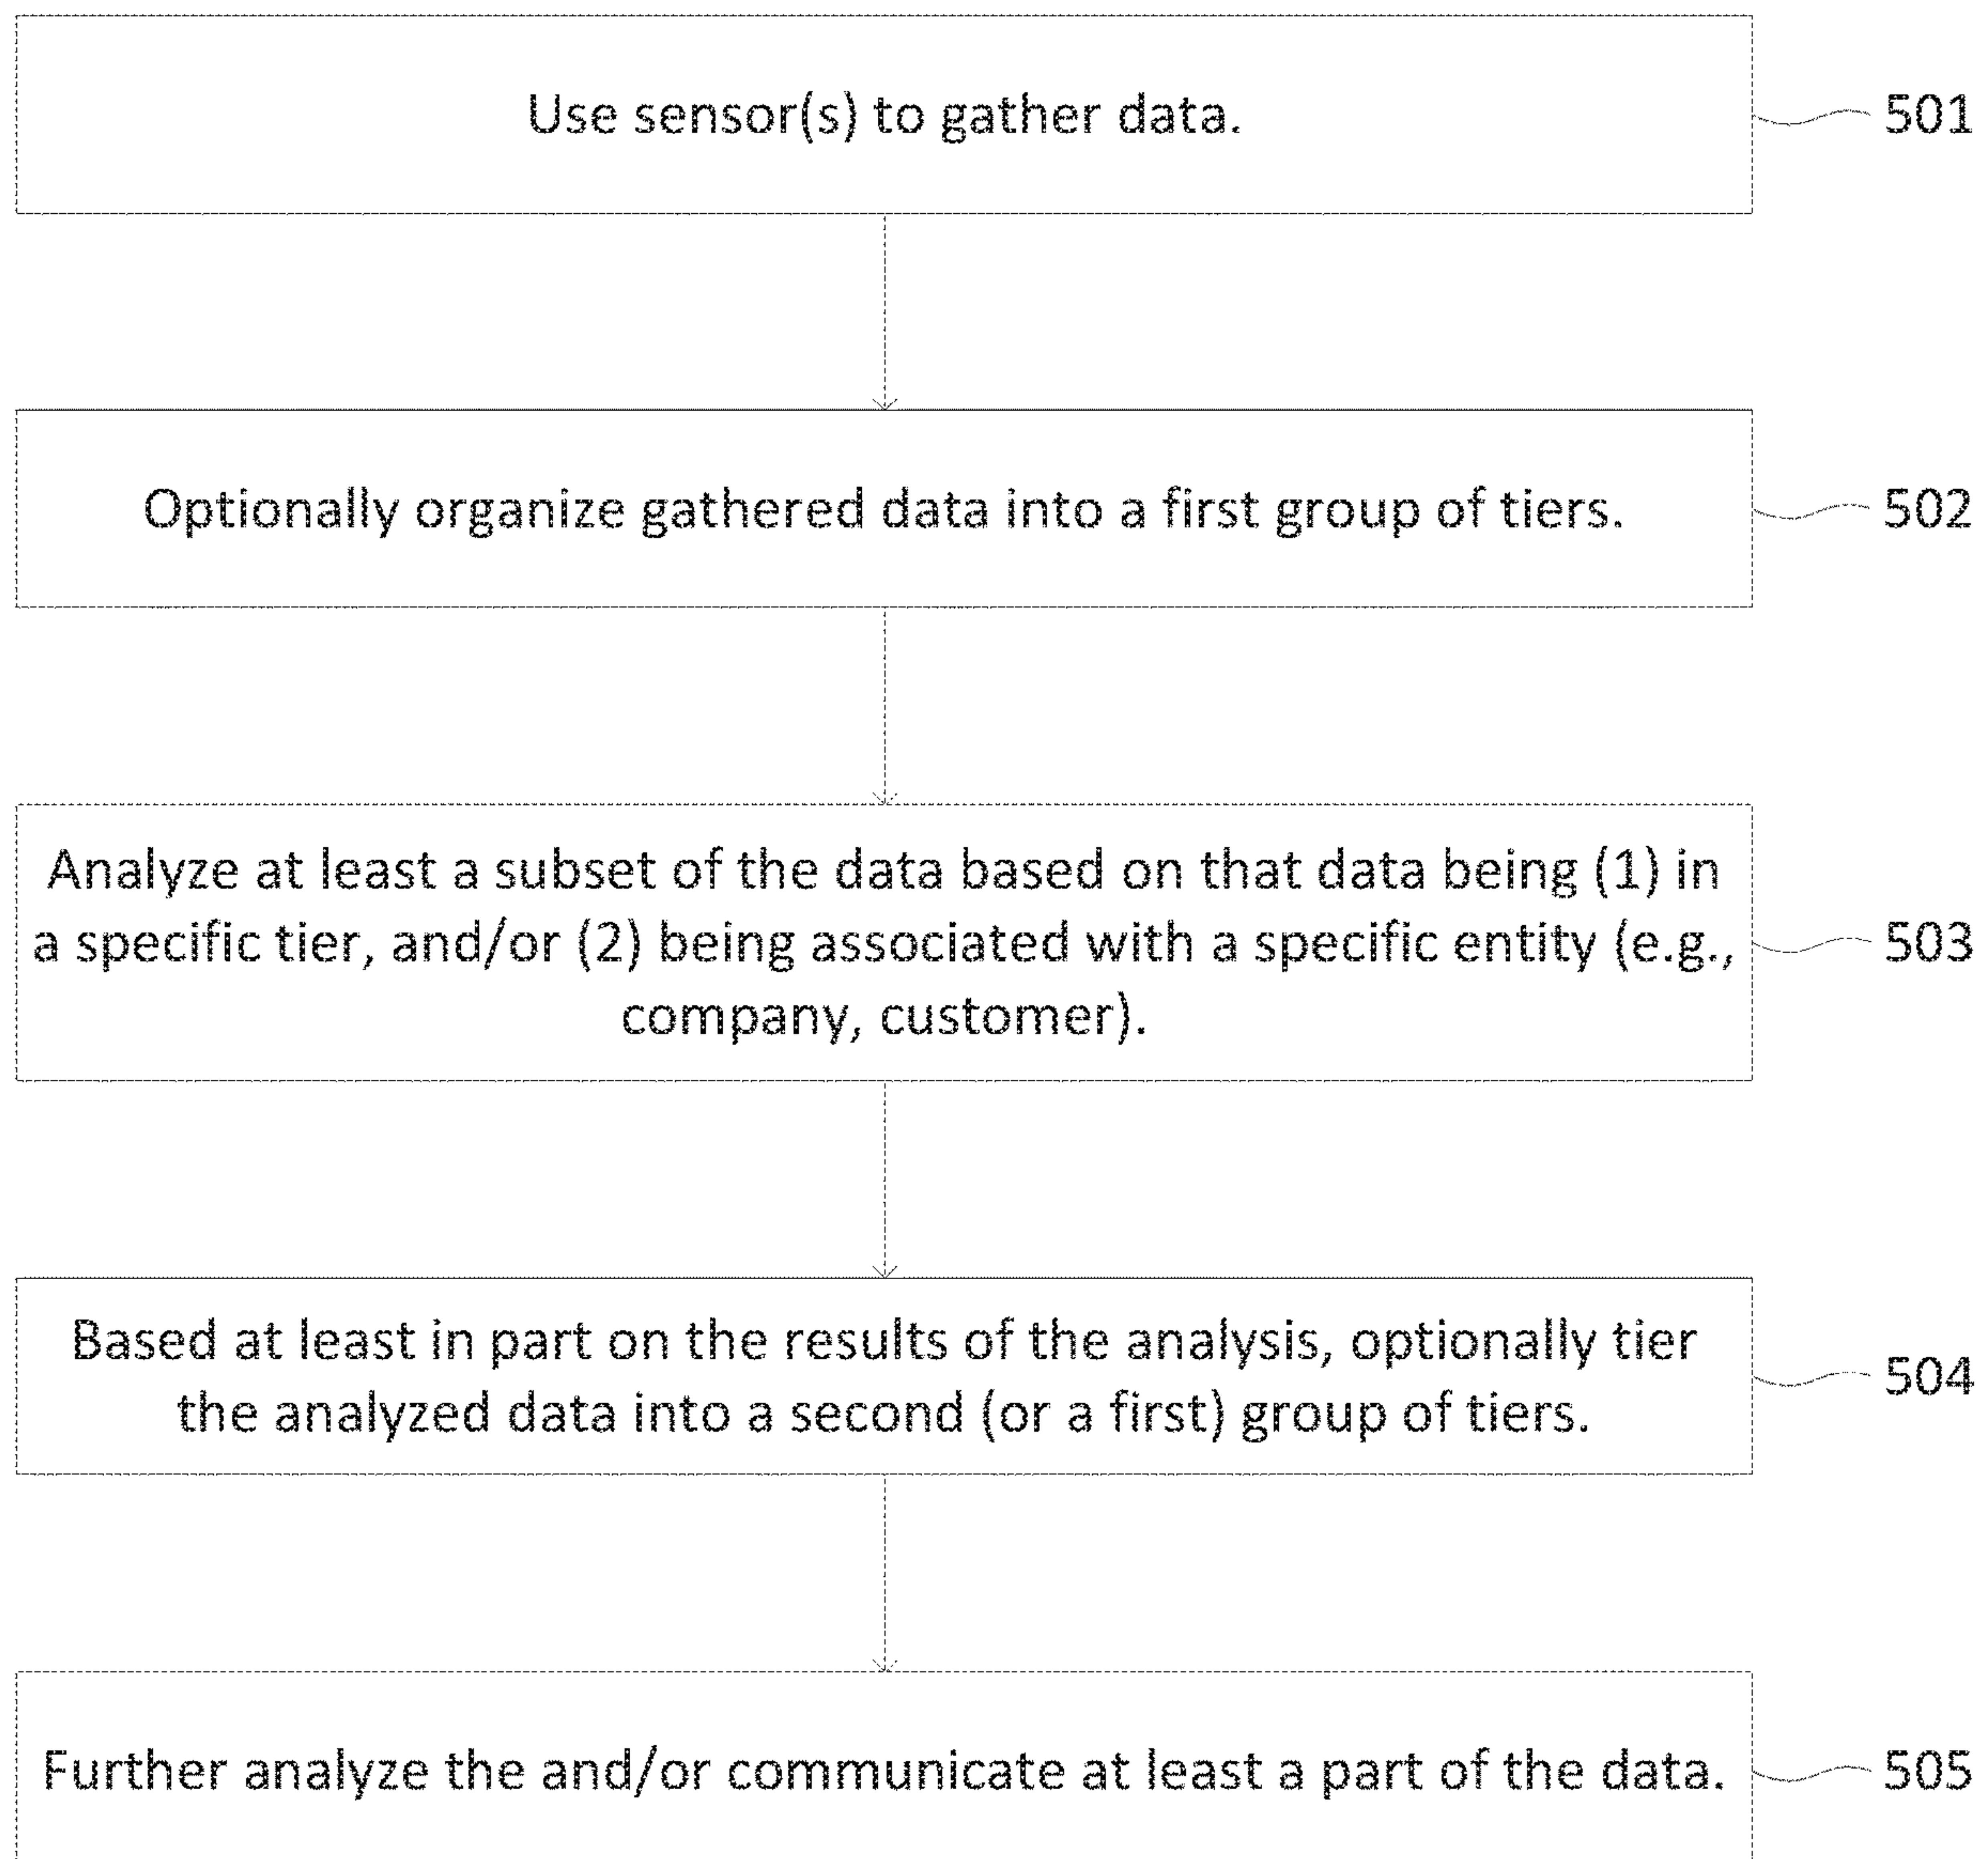 Use sensor(s) to gather data.
501
Optionally organize gathered data into a first group of tiers.
502
Analyze at least a subset of the data based on that data being (1) in
a specific tier, and/or (2) being associated with a specific entity (e.g.,
company, customer).
503
Based at least in part on the results of the analysis, optionally tier
the analyzed data into a second (or a first) group of tiers.
504
Further analyze the and/or communicate at least a part of the data.
505